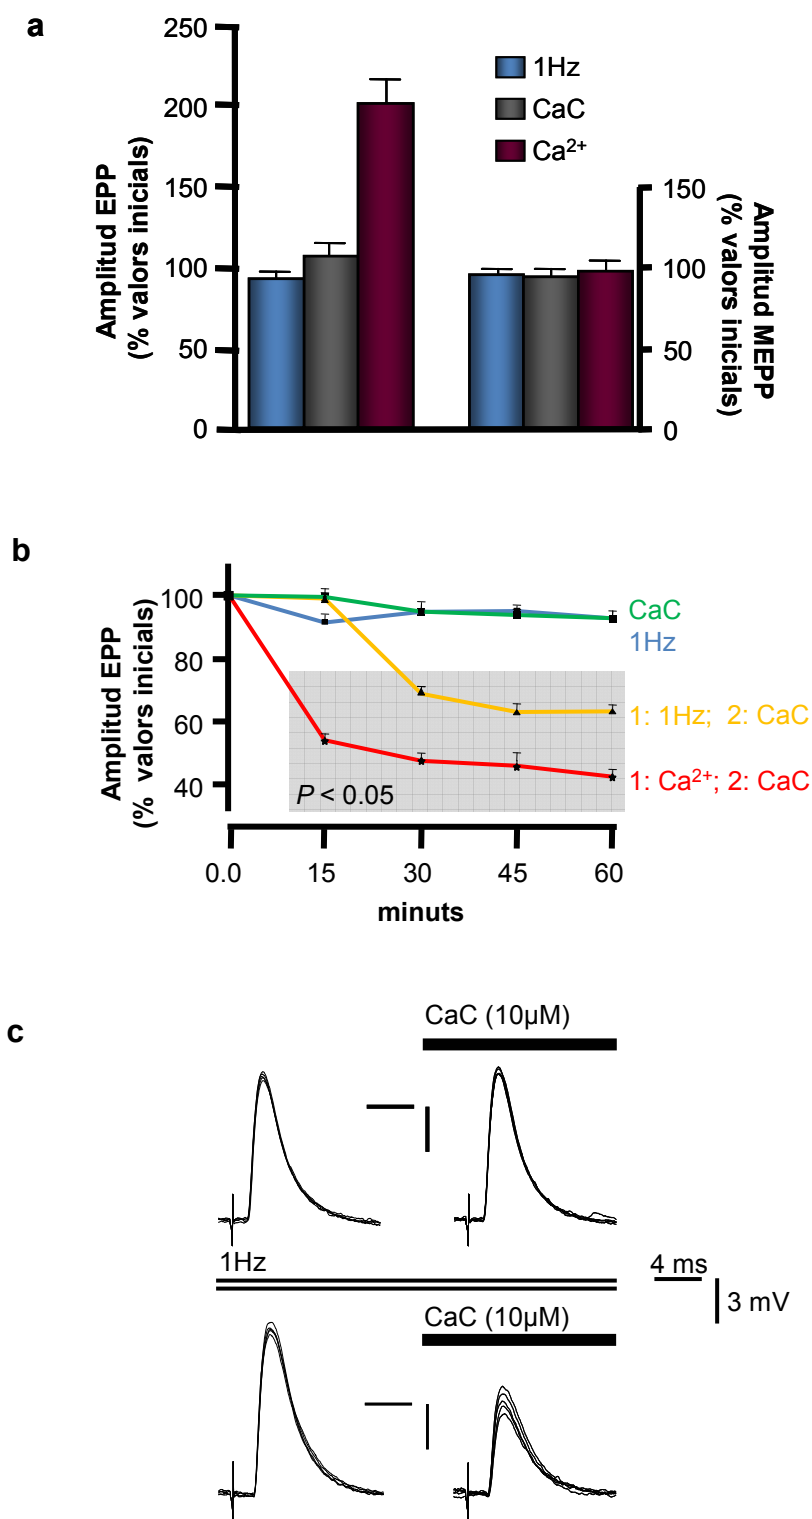 a
250
200
150
100
50
0
Amplitud EPP
(% valors inicials)
1Hz
CaC
Ca²⁺
150
100
50
0
Amplitud MEPP
(% valors inicials)
b
100
80
60
40
Amplitud EPP
(% valors inicials)
CaC
1Hz
1: 1Hz; 2: CaC
1: Ca²⁺; 2: CaC
P < 0.05
0.0 15 30 45 60
minuts
c
CaC (10µM)
1Hz
4 ms
3 mV
CaC (10µM)